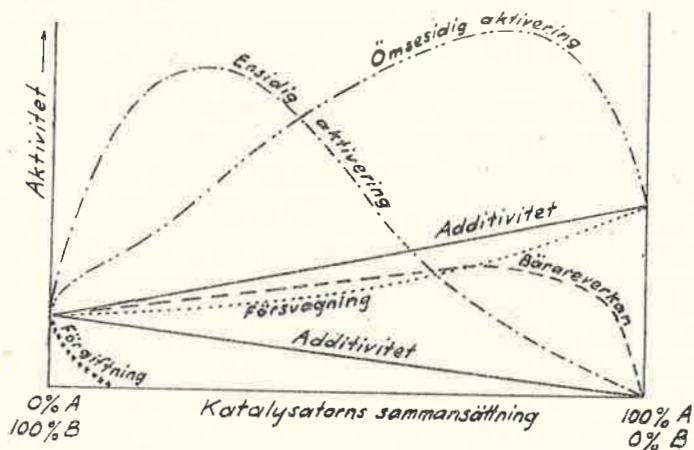 Aktivitet
Ensidig aktivering
Ömsesidig aktivering
Additivitet
Bärareverkan
Försvagning
Additivitet
Förgiftning
0% A
100% B
Katalysatorns sammansättning
100% A
0% B